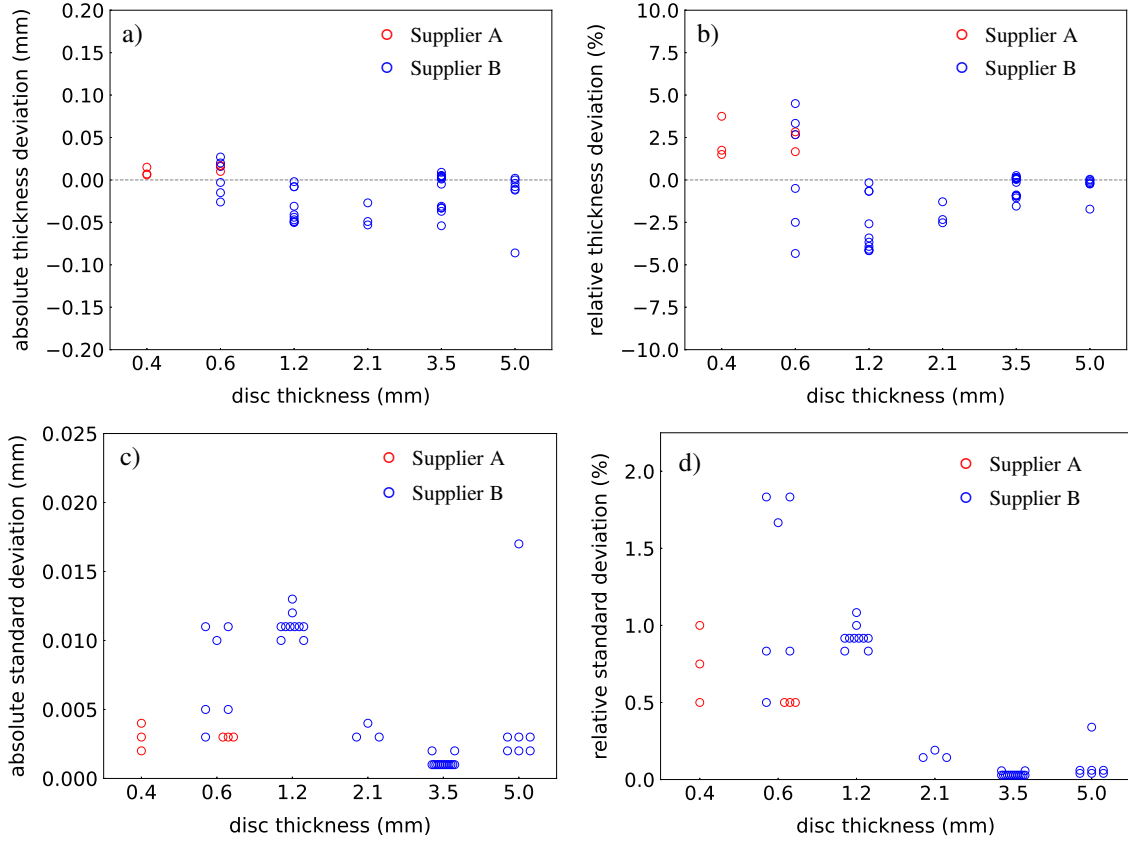 a)
Supplier A
Supplier B
absolute thickness deviation (mm)
0.20
0.15
0.10
0.05
0.00
−0.05
−0.10
−0.15
−0.20
0.4 0.6 1.2 2.1 3.5 5.0
disc thickness (mm)
b)
Supplier A
Supplier B
relative thickness deviation (%)
10.0
7.5
5.0
2.5
0.0
−2.5
−5.0
−7.5
−10.0
0.4 0.6 1.2 2.1 3.5 5.0
disc thickness (mm)
c)
Supplier A
Supplier B
absolute standard deviation (mm)
0.025
0.020
0.015
0.010
0.005
0.000
0.4 0.6 1.2 2.1 3.5 5.0
disc thickness (mm)
d)
Supplier A
Supplier B
relative standard deviation (%)
2.0
1.5
1.0
0.5
0.0
0.4 0.6 1.2 2.1 3.5 5.0
disc thickness (mm)